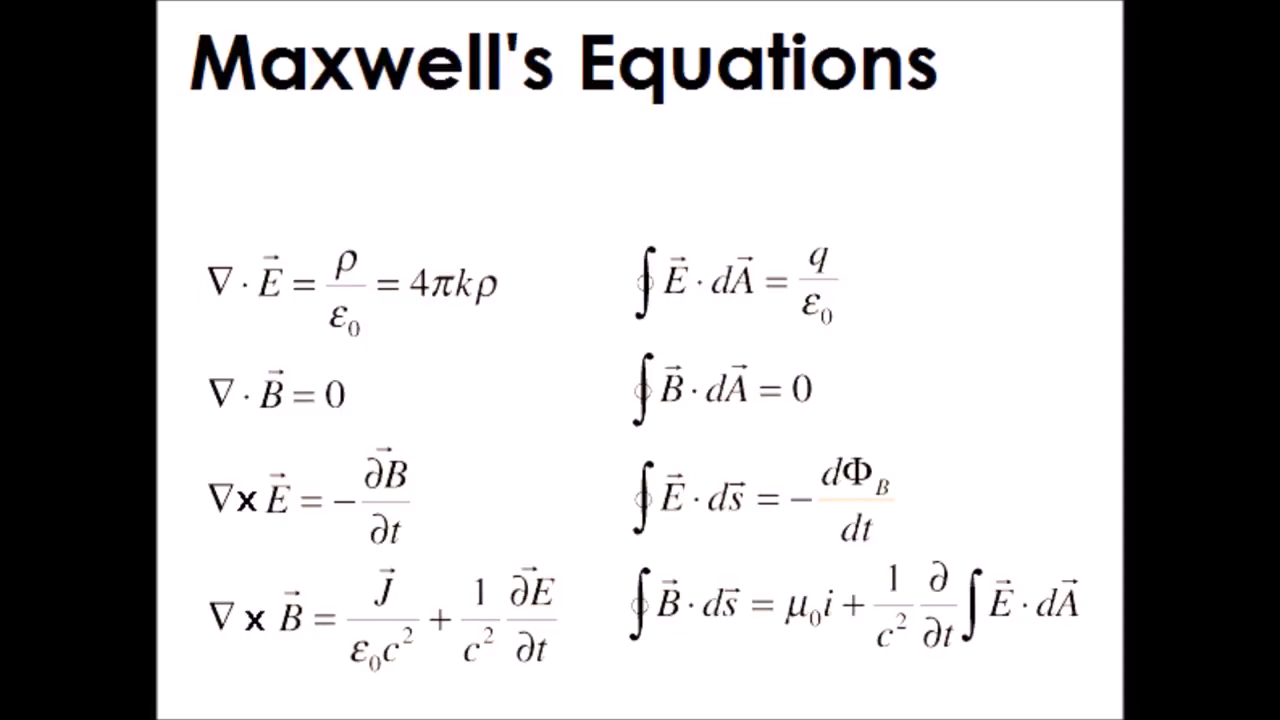 Maxwell's Equations
∇ · E⃗ = ρ/ε₀ = 4πkρ
∮ E⃗ · dA⃗ = q/ε₀
∇ · B⃗ = 0
∮ B⃗ · dA⃗ = 0
∇x E⃗ = − ∂B⃗/∂t
∮ E⃗ · ds⃗ = − dΦ_B/dt
∇ x B⃗ = J⃗/ε₀c² + 1/c² ∂E⃗/∂t
∮ B⃗ · ds⃗ = μ₀i + 1/c² ∂/∂t ∫ E⃗ · dA⃗